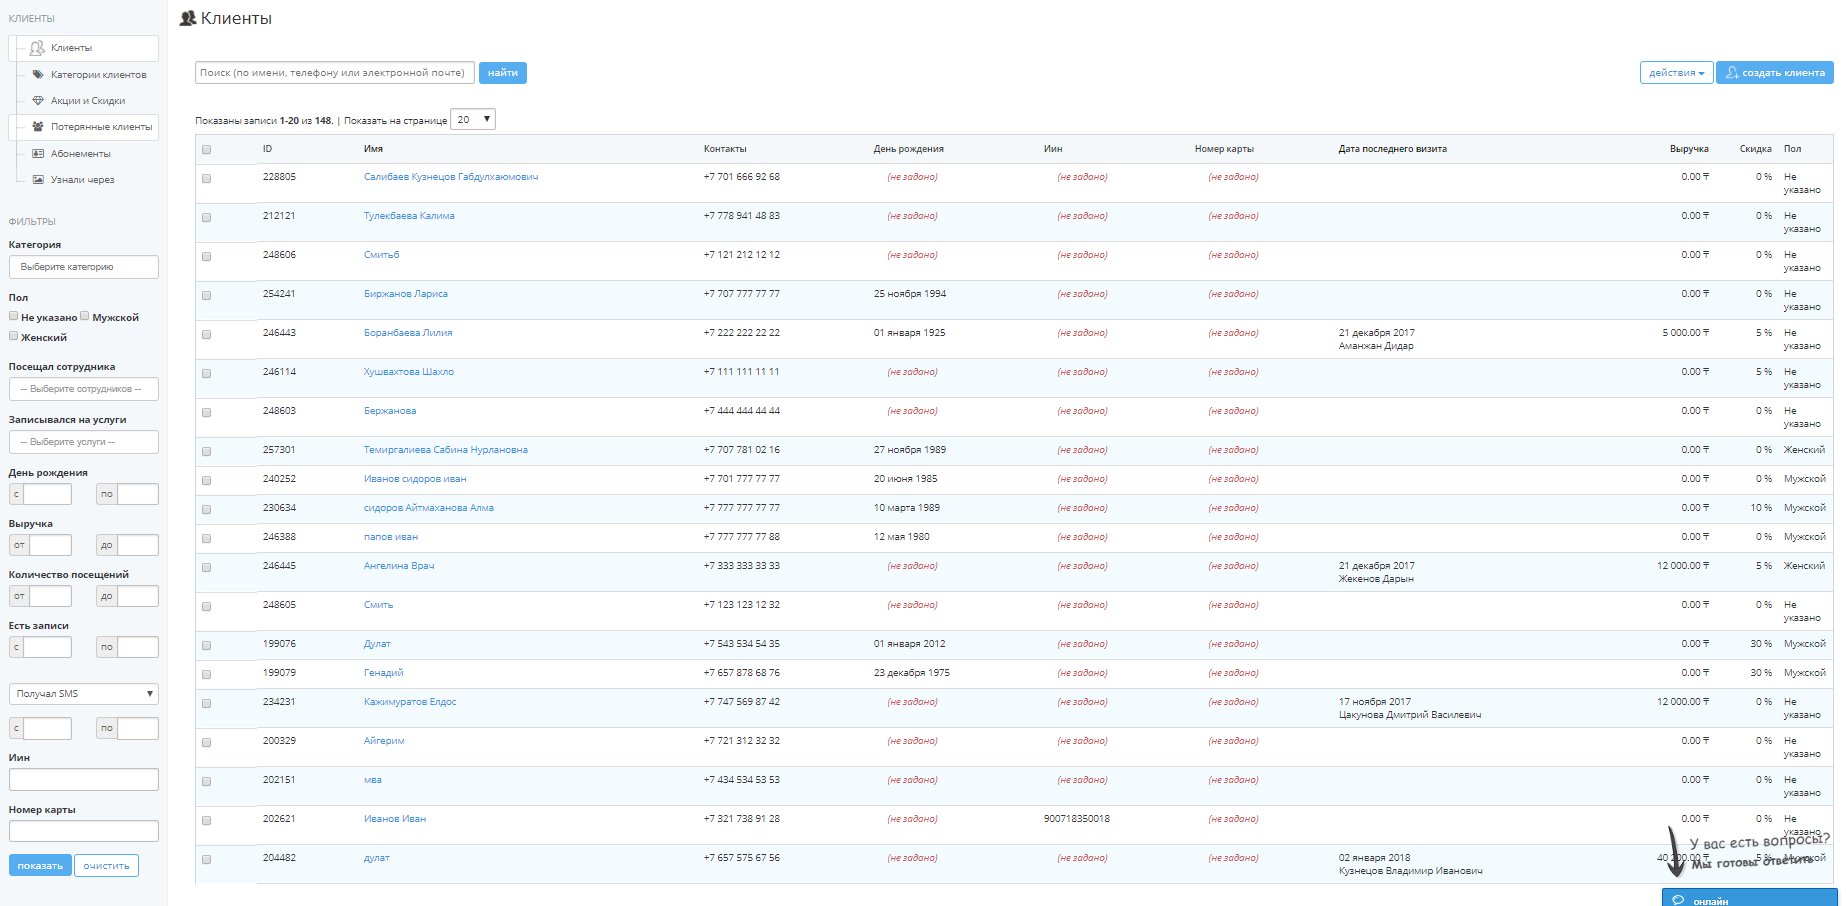 КЛИЕНТЫ
Клиенты
Категории клиентов
Акции и Скидки
Потерянные клиенты
Абонементы
Узнали через
ФИЛЬТРЫ
Категория
Выберите категорию
Пол
Не указано Мужской
Женский
Посещал сотрудника
-- Выберите сотрудников --
Записывался на услуги
-- Выберите услуги --
День рождения
с по
Выручка
от до
Количество посещений
от до
Есть записи
с по
Получал SMS
с по
Иин
Номер карты
показать очистить
Клиенты
Поиск (по имени, телефону или электронной почте) найти действия создать клиента
Показаны записи 1-20 из 148. | Показать на странице 20
ID Имя Контакты День рождения Иин Номер карты Дата последнего визита Выручка Скидка Пол
228805 Салибаев Кузнецов Габдулхаюмович +7 701 666 92 68 (не задано) (не задано) (не задано) 0.00 ₸ 0 % Не
указано
212121 Тулекбаева Калима +7 778 941 48 83 (не задано) (не задано) (не задано) 0.00 ₸ 0 % Не
указано
248606 Смитьб +7 121 212 12 12 (не задано) (не задано) (не задано) 0.00 ₸ 0 % Не
указано
254241 Биржанов Лариса +7 707 777 77 77 25 ноября 1994 (не задано) (не задано) 0.00 ₸ 0 % Не
указано
246443 Боранбаева Лилия +7 222 222 22 22 01 января 1925 (не задано) (не задано) 21 декабря 2017 5 000.00 ₸ 5 % Не
Аманжан Дидар указано
246114 Хушвахтова Шахло +7 111 111 11 11 (не задано) (не задано) (не задано) 0.00 ₸ 5 % Не
указано
248603 Бержанова +7 444 444 44 44 (не задано) (не задано) (не задано) 0.00 ₸ 0 % Не
указано
257301 Темиргалиева Сабина Нурлановна +7 707 781 02 16 27 ноября 1989 (не задано) (не задано) 0.00 ₸ 0 % Женский
240252 Иванов сидоров иван +7 701 777 77 77 20 июня 1985 (не задано) (не задано) 0.00 ₸ 0 % Мужской
230634 сидоров Айтмаханова Алма +7 777 777 77 77 10 марта 1989 (не задано) (не задано) 0.00 ₸ 10 % Мужской
246388 папов иван +7 777 777 77 88 12 мая 1980 (не задано) (не задано) 0.00 ₸ 0 % Мужской
246445 Ангелина Врач +7 333 333 33 33 (не задано) (не задано) (не задано) 21 декабря 2017 12 000.00 ₸ 5 % Женский
Жекенов Дарын
248605 Смить +7 123 123 12 32 (не задано) (не задано) (не задано) 0.00 ₸ 0 % Не
указано
199076 Дулат +7 543 534 54 35 01 января 2012 (не задано) (не задано) 0.00 ₸ 30 % Мужской
199079 Генадий +7 657 878 68 76 23 декабря 1975 (не задано) (не задано) 0.00 ₸ 30 % Мужской
234231 Кажимуратов Елдос +7 747 569 87 42 (не задано) (не задано) (не задано) 17 ноября 2017 12 000.00 ₸ 0 % Не
Цакунова Дмитрий Василевич указано
200329 Айгерим +7 721 312 32 32 (не задано) (не задано) (не задано) 0.00 ₸ 0 % Не
указано
202151 мва +7 434 534 53 53 (не задано) (не задано) (не задано) 0.00 ₸ 0 % Не
указано
202621 Иванов Иван +7 321 738 91 28 (не задано) 900718350018 (не задано) 0.00 ₸ 0 % Не
указано
204482 дулат +7 657 575 67 56 (не задано) (не задано) (не задано) 02 января 2018 40 200.00 ₸ 5 % Мужской
Кузнецов Владимир Иванович
У вас есть вопросы?
Мы готовы ответить
онлайн